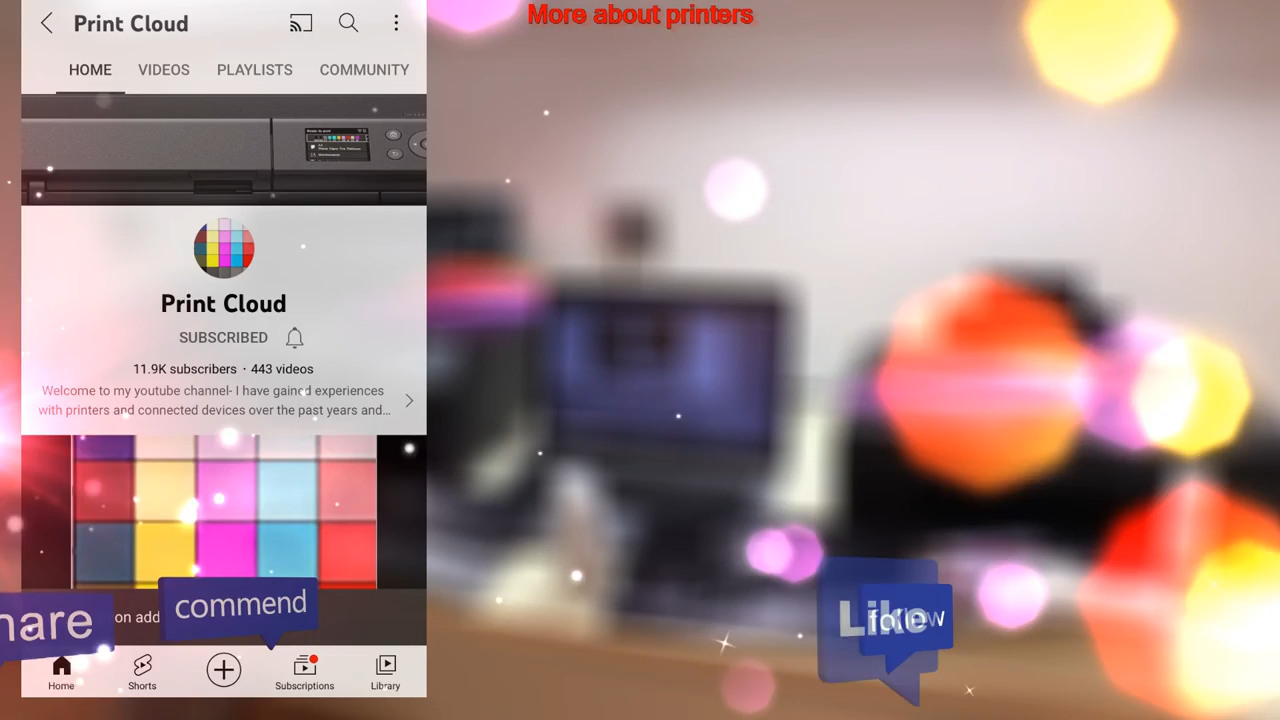 More about printers
Print Cloud
HOME VIDEOS PLAYLISTS COMMUNITY
Print Cloud
SUBSCRIBED
11.9K subscribers · 443 videos
Welcome to my youtube channel- I have gained experiences
with printers and connected devices over the past years and...
on add
commend
hare
Like
follow
Home Shorts Subscriptions Library